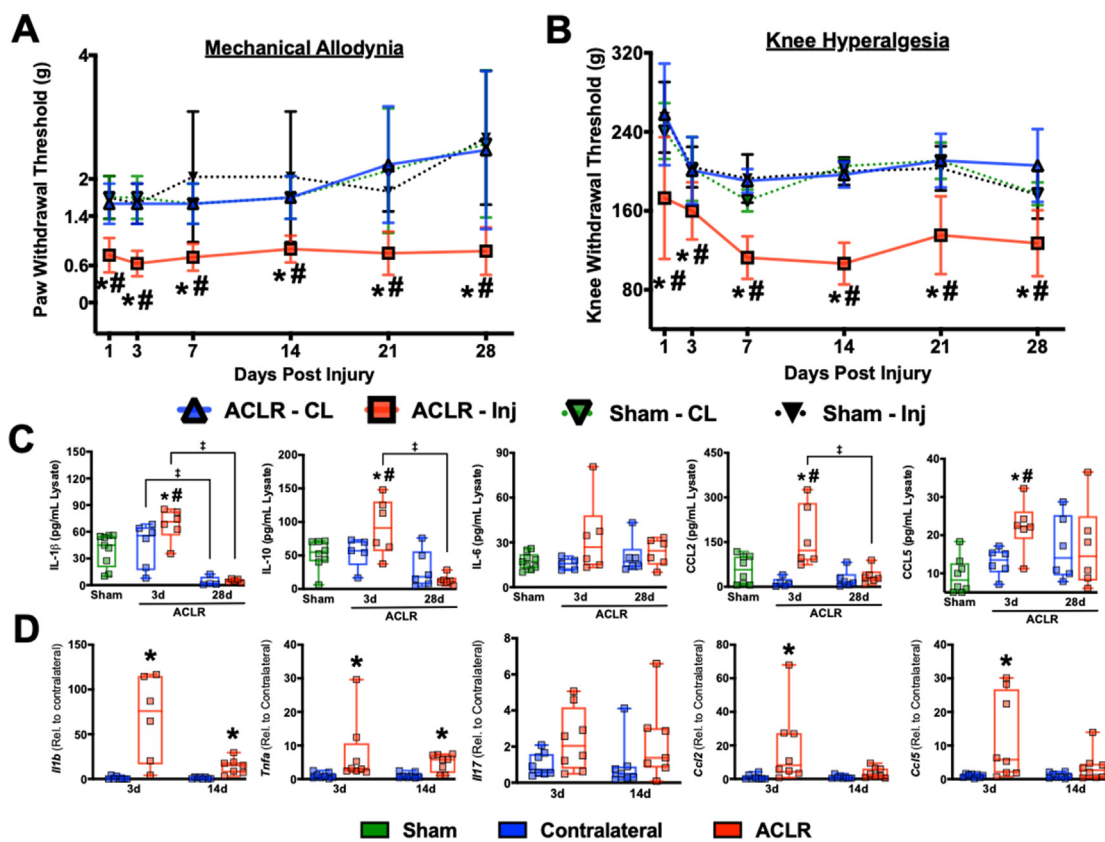 A
Mechanical Allodynia
Paw Withdrawal Threshold (g)
4
2
1.4
0.6
0
*# *# *# *# *# *#
1 3 7 14 21 28
Days Post Injury
B
Knee Hyperalgesia
Knee Withdrawal Threshold (g)
320
240
160
80
*# *# *# *# *# *#
1 3 7 14 21 28
Days Post Injury
ACLR - CL ACLR - Inj Sham - CL Sham - Inj
C
IL-1β (pg/mL Lysate)
150
120
90
60
30
0
‡
‡
*#
Sham 3d 28d
ACLR
IL-10 (pg/mL Lysate)
200
150
100
50
0
‡
*#
Sham 3d 28d
ACLR
IL-6 (pg/mL Lysate)
100
80
60
40
20
0
Sham 3d 28d
ACLR
CCL2 (pg/mL Lysate)
450
300
150
0
‡
*#
Sham 3d 28d
ACLR
CCL5 (pg/mL Lysate)
40
30
20
10
0
*#
Sham 3d 28d
ACLR
D
Il1b (Rel. to contralateral)
150
100
50
0
*
*
3d 14d
Tnfa (Rel. to Contralateral)
40
30
20
10
0
*
*
3d 14d
Il17 (Rel. to Contralateral)
8
6
4
2
0
3d 14d
Ccl2 (Rel. to Contralateral)
80
60
40
20
0
*
3d 14d
Ccl5 (Rel. to Contralateral)
40
30
20
10
0
*
3d 14d
Sham Contralateral ACLR